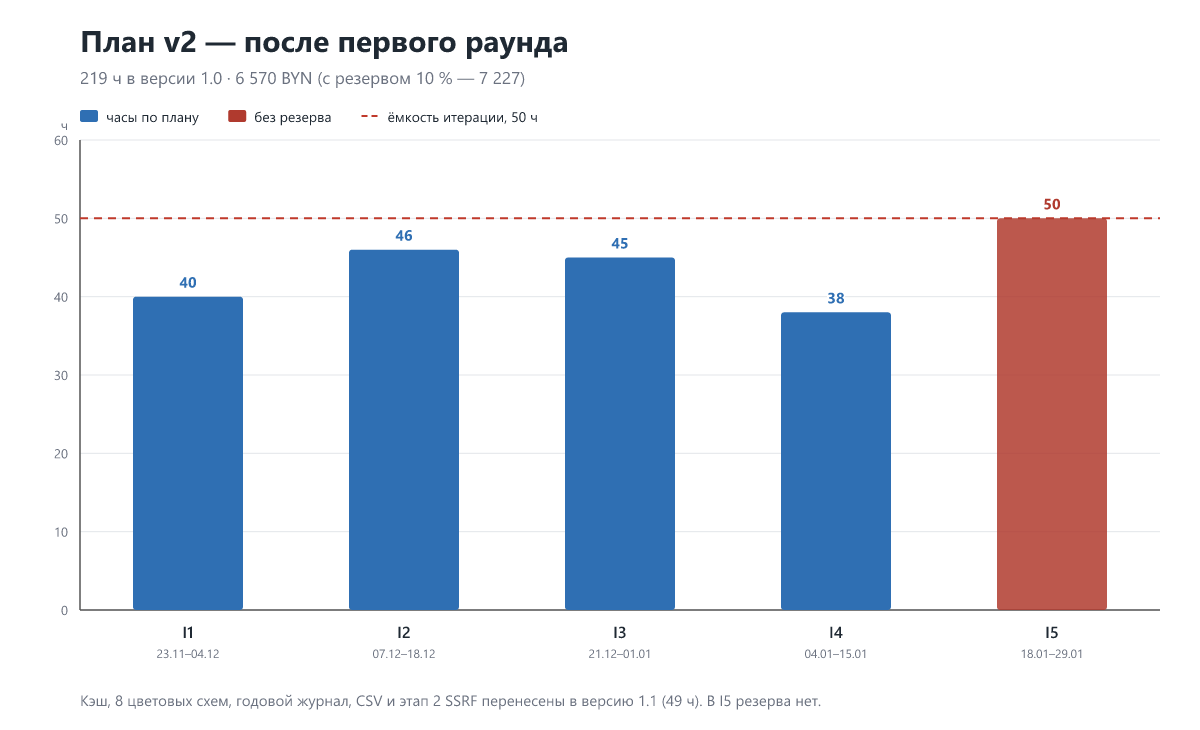 План v2 — после первого раунда
219 ч в версии 1.0 · 6 570 BYN (с резервом 10 % — 7 227)
часы по плану
без резерва
ёмкость итерации, 50 ч
ч
60
50
40
30
20
10
0
40
46
45
38
50
I1
I2
I3
I4
I5
23.11–04.12
07.12–18.12
21.12–01.01
04.01–15.01
18.01–29.01
Кэш, 8 цветовых схем, годовой журнал, CSV и этап 2 SSRF перенесены в версию 1.1 (49 ч). В I5 резерва нет.